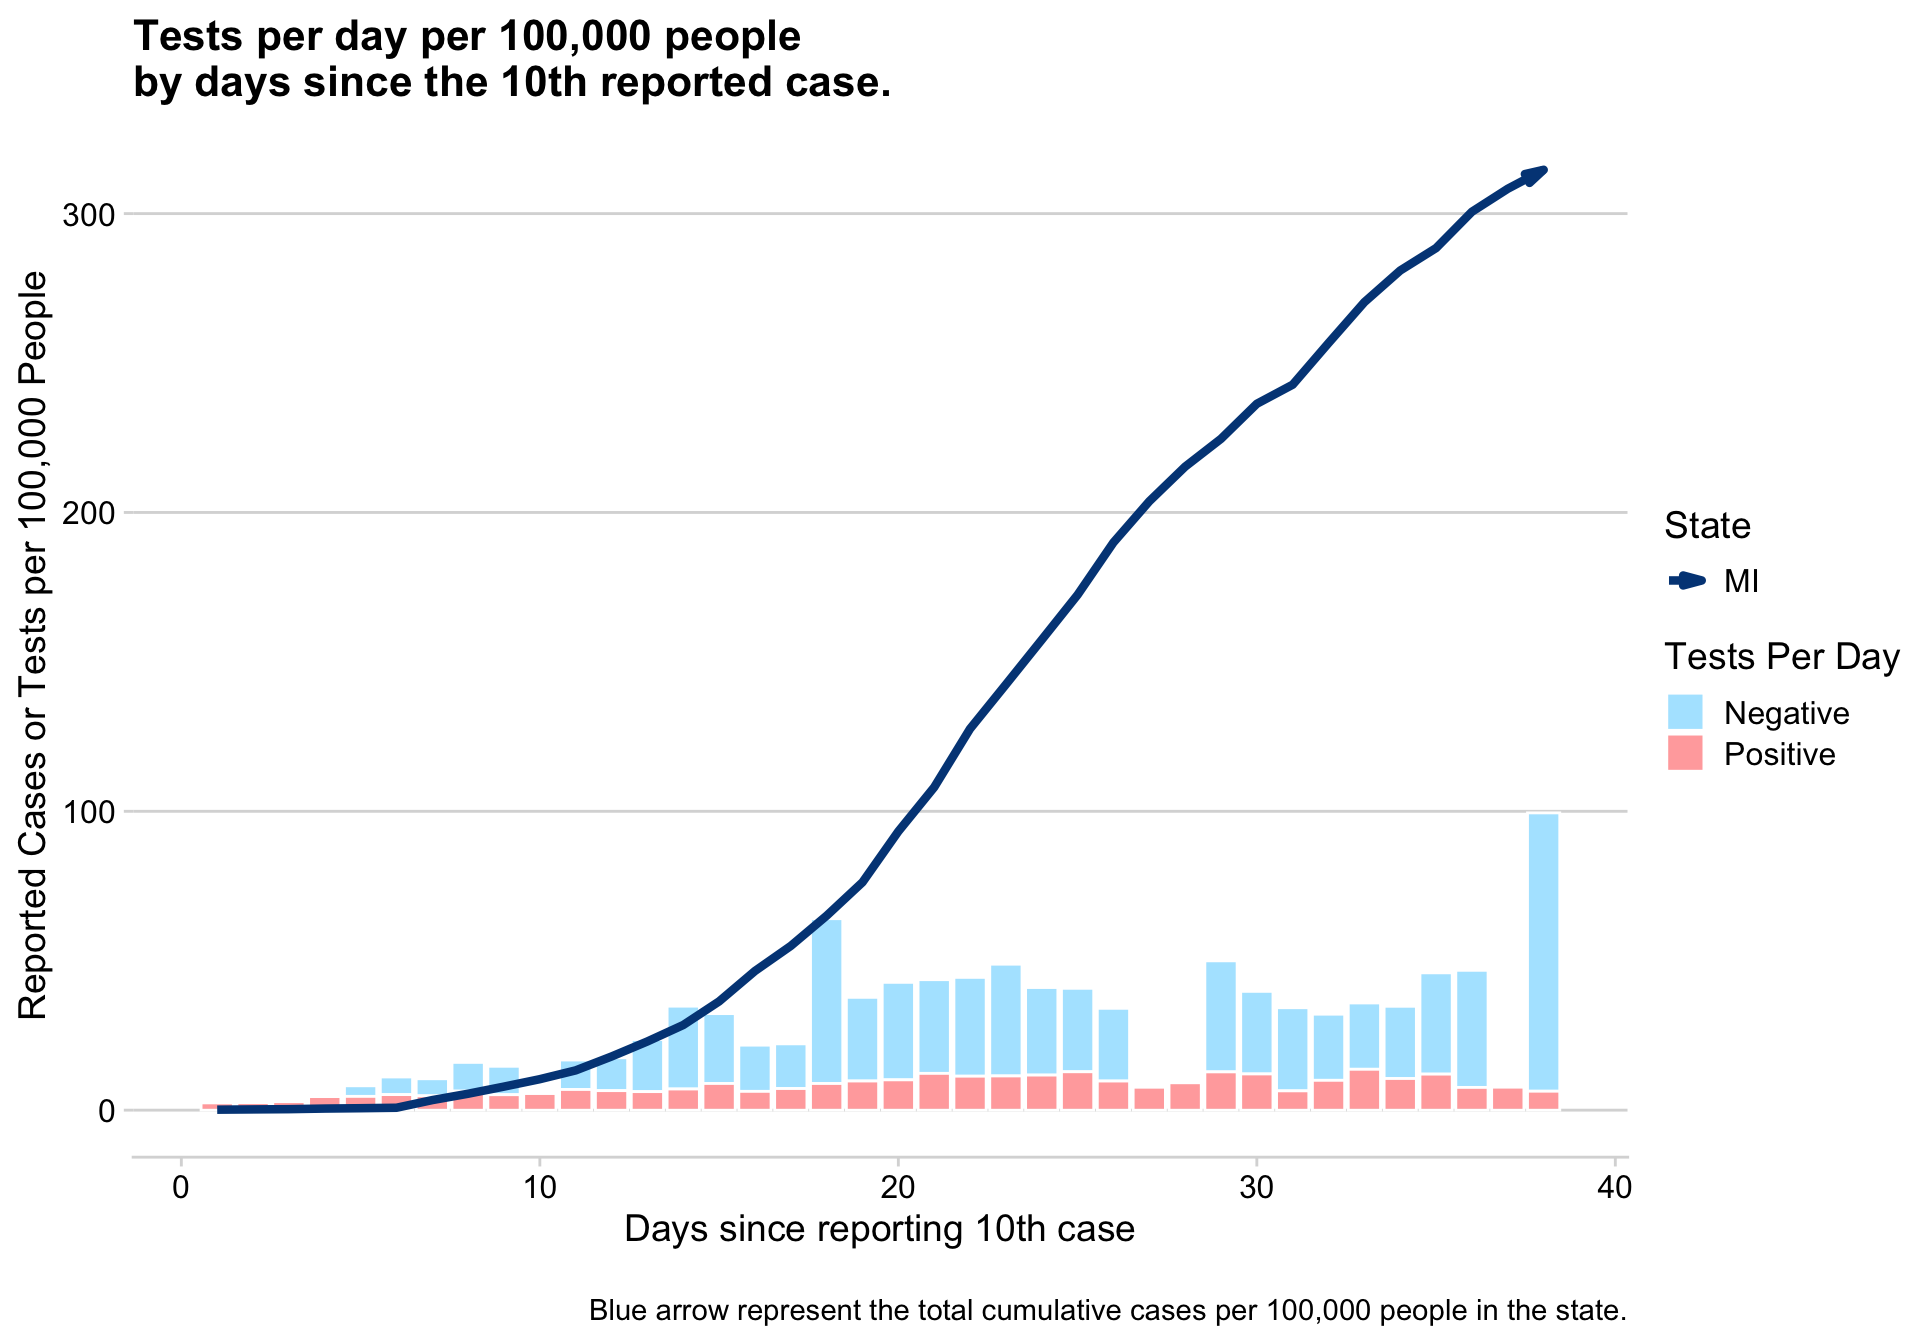 Tests per day per 100,000 people
by days since the 10th reported case.
Reported Cases or Tests per 100,000 People
300
200
100
0
0
10
20
30
40
Days since reporting 10th case
State
MI
Tests Per Day
Negative
Positive
Blue arrow represent the total cumulative cases per 100,000 people in the state.